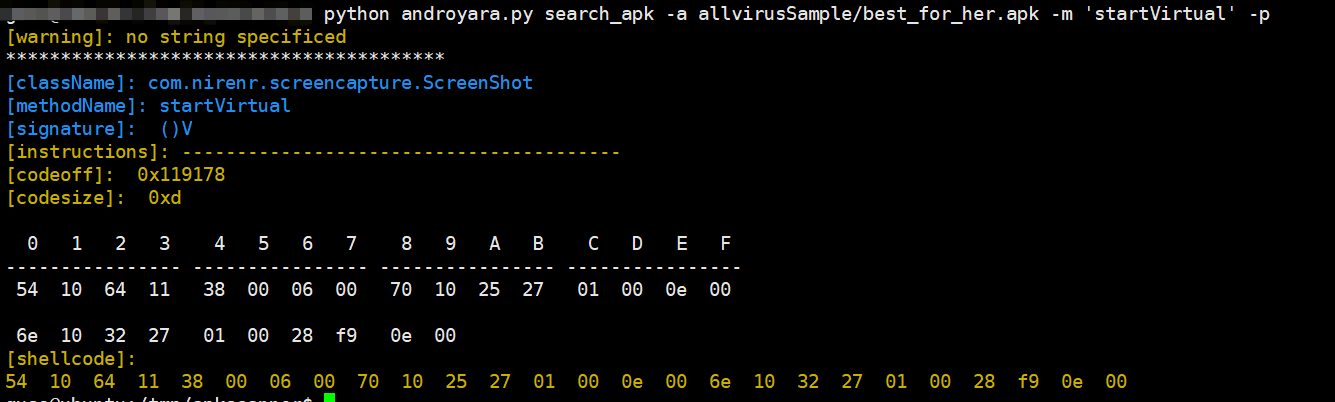 python androyara.py search_apk -a allvirusSample/best_for_her.apk -m 'startVirtual' -p
[warning]: no string specificed
****************************************
[className]: com.nirenr.screencapture.ScreenShot
[methodName]: startVirtual
[signature]: ()V
[instructions]: ----------------------------------------
[codeoff]: 0x119178
[codesize]: 0xd
0 1 2 3 4 5 6 7 8 9 A B C D E F
---------------- ---------------- ---------------- ----------------
54 10 64 11 38 00 06 00 70 10 25 27 01 00 0e 00
6e 10 32 27 01 00 28 f9 0e 00
[shellcode]:
54 10 64 11 38 00 06 00 70 10 25 27 01 00 0e 00 6e 10 32 27 01 00 28 f9 0e 00